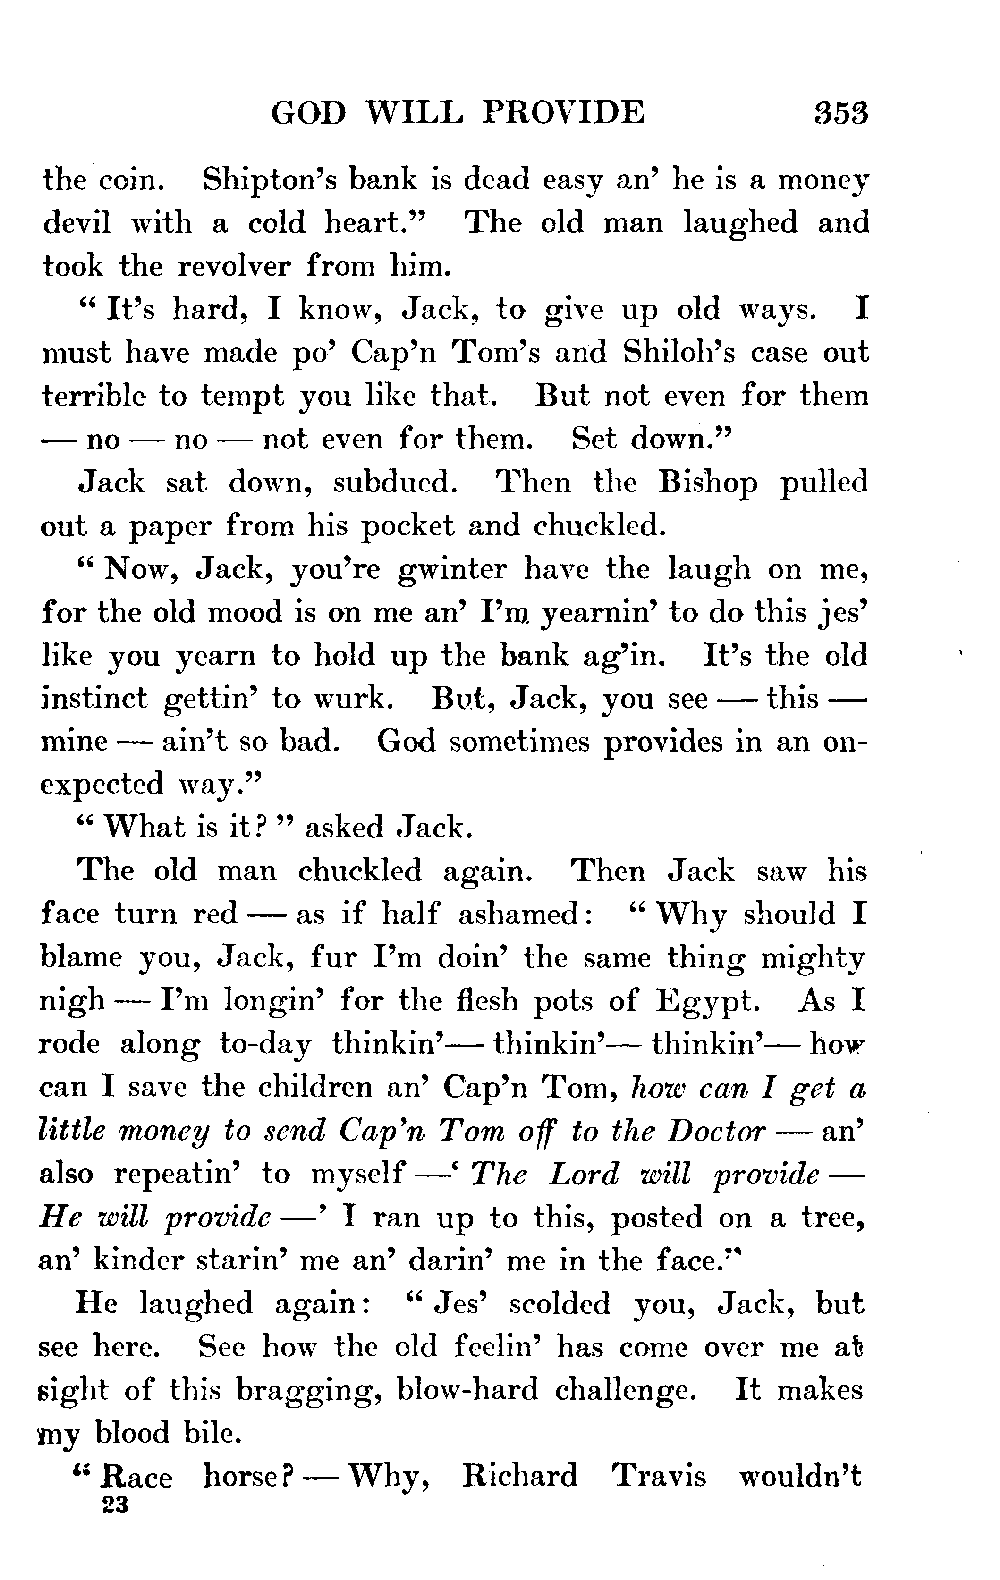 GOD WILL PROVIDE 353
the coin. Shipton's bank is dead easy an' he is a money
devil with a cold heart." The old man laughed and
took the revolver from him.
"It's hard, I know, Jack, to give up old ways. I
must have made po' Cap'n Tom's and Shiloh's case out
terrible to tempt you like that. But not even for them
— no — no — not even for them. Set down."
Jack sat down, subdued. Then the Bishop pulled
out a paper from his pocket and chuckled.
"Now, Jack, you're gwinter have the laugh on me,
for the old mood is on me an' I'm yearnin' to do this jes'
like you yearn to hold up the bank ag'in. It's the old
instinct gettin' to wurk. But, Jack, you see — this —
mine — ain't so bad. God sometimes provides in an on-
expected way."
"What is it?" asked Jack.
The old man chuckled again. Then Jack saw his
face turn red — as if half ashamed: "Why should I
blame you, Jack, fur I'm doin' the same thing mighty
nigh — I'm longin' for the flesh pots of Egypt. As I
rode along to-day thinkin'— thinkin'— thinkin'— how
can I save the children an' Cap'n Tom, how can I get a
little money to send Cap'n Tom off to the Doctor — an'
also repeatin' to myself —' The Lord will provide —
He will provide —' I ran up to this, posted on a tree,
an' kinder starin' me an' darin' me in the face."
He laughed again: "Jes' scolded you, Jack, but
see here. See how the old feelin' has come over me at
sight of this bragging, blow-hard challenge. It makes
my blood bile.
"Race horse? — Why, Richard Travis wouldn't
23